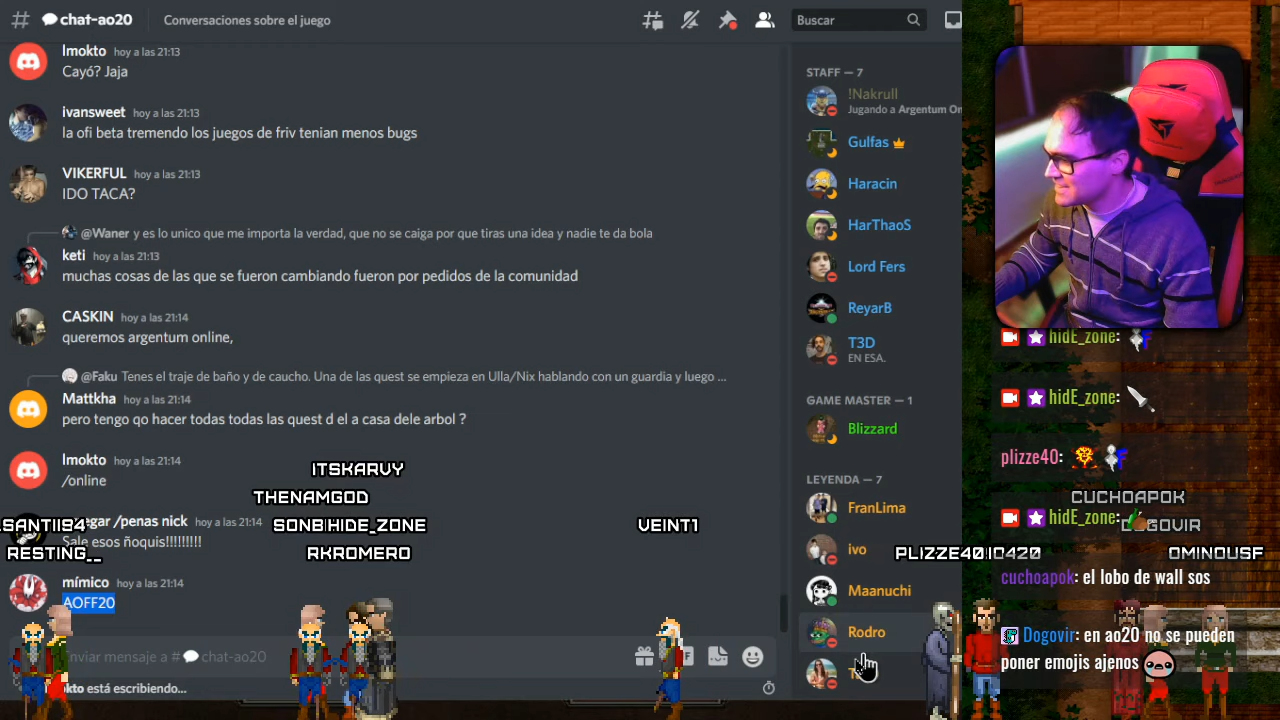 chat-ao20
Conversaciones sobre el juego
Buscar
lmokto hoy a las 21:13
Cayó? Jaja
ivansweet hoy a las 21:13
la ofi beta tremendo los juegos de friv tenian menos bugs
VIKERFUL hoy a las 21:13
IDO TACA?
@Waner y es lo unico que me importa la verdad, que no se caiga por que tiras una idea y nadie te da bola
keti hoy a las 21:13
muchas cosas de las que se fueron cambiando fueron por pedidos de la comunidad
CASKIN hoy a las 21:14
queremos argentum online,
@Faku Tenes el traje de baño y de caucho. Una de las quest se empieza en Ulla/Nix hablando con un guardia y luego ...
Mattkha hoy a las 21:14
pero tengo qo hacer todas todas las quest d el a casa dele arbol ?
lmokto hoy a las 21:14
/online
egar /penas nick hoy a las 21:14
Sale esos ñoquis!!!!!!!!!
mímico hoy a las 21:14
AOFF20
nviar mensaje a # chat-ao20
okto está escribiendo...
STAFF — 7
!Nakrull
Jugando a Argentum On
Gulfas
Haracin
HarThaoS
Lord Fers
ReyarB
T3D
EN ESA.
GAME MASTER — 1
Blizzard
LEYENDA — 7
FranLima
ivo
Maanuchi
Rodro
ITSKARVY
THENAMGOD
SANTI194
HIDE_ZONE
VEINT1
RESTING__
RKROMERO
PLIZZE40
CUCHOAPOK
DOGOVIR
OMINOUSF
hidE_zone:
hidE_zone:
plizze40:
hidE_zone:
cuchoapok: el lobo de wall sos
Dogovir: en ao20 no se pueden
poner emojis ajenos